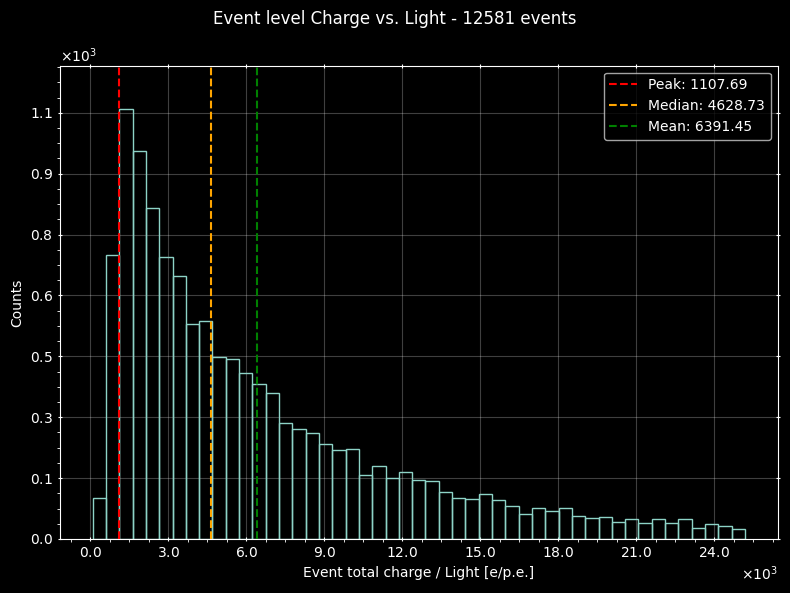 Event level Charge vs. Light - 12581 events
×10³
Peak: 1107.69
Median: 4628.73
Mean: 6391.45
1.1
0.9
0.8
0.6
0.5
0.3
0.1
0.0
Counts
0.0 3.0 6.0 9.0 12.0 15.0 18.0 21.0 24.0
Event total charge / Light [e/p.e.]
×10³